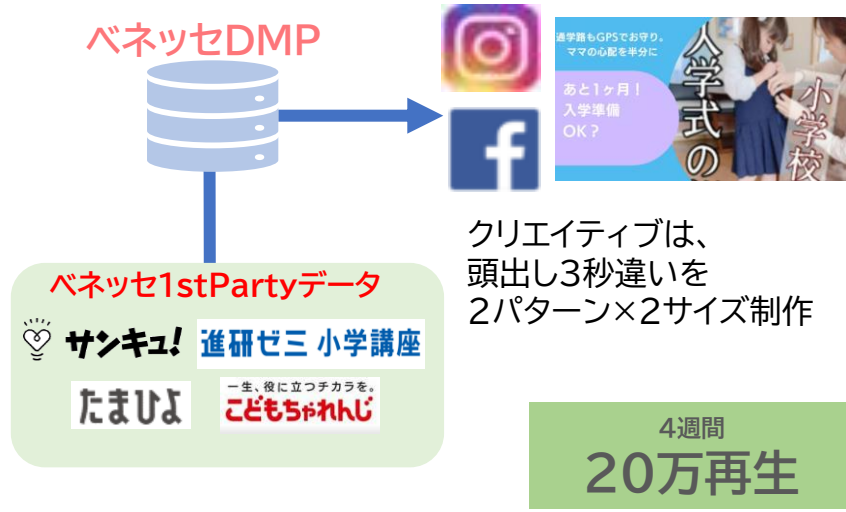 ベネッセDMP
通学路もGPSでお守り。
ママの心配を半分に
あと1ヶ月！
入学準備
OK？
入学式の
小学校
クリエイティブは、
頭出し3秒違いを
2パターン×2サイズ制作
ベネッセ1stPartyデータ
サンキュ!
進研ゼミ 小学講座
たまひよ
一生、役に立つチカラを。
こどもちゃれんじ
4週間
20万再生